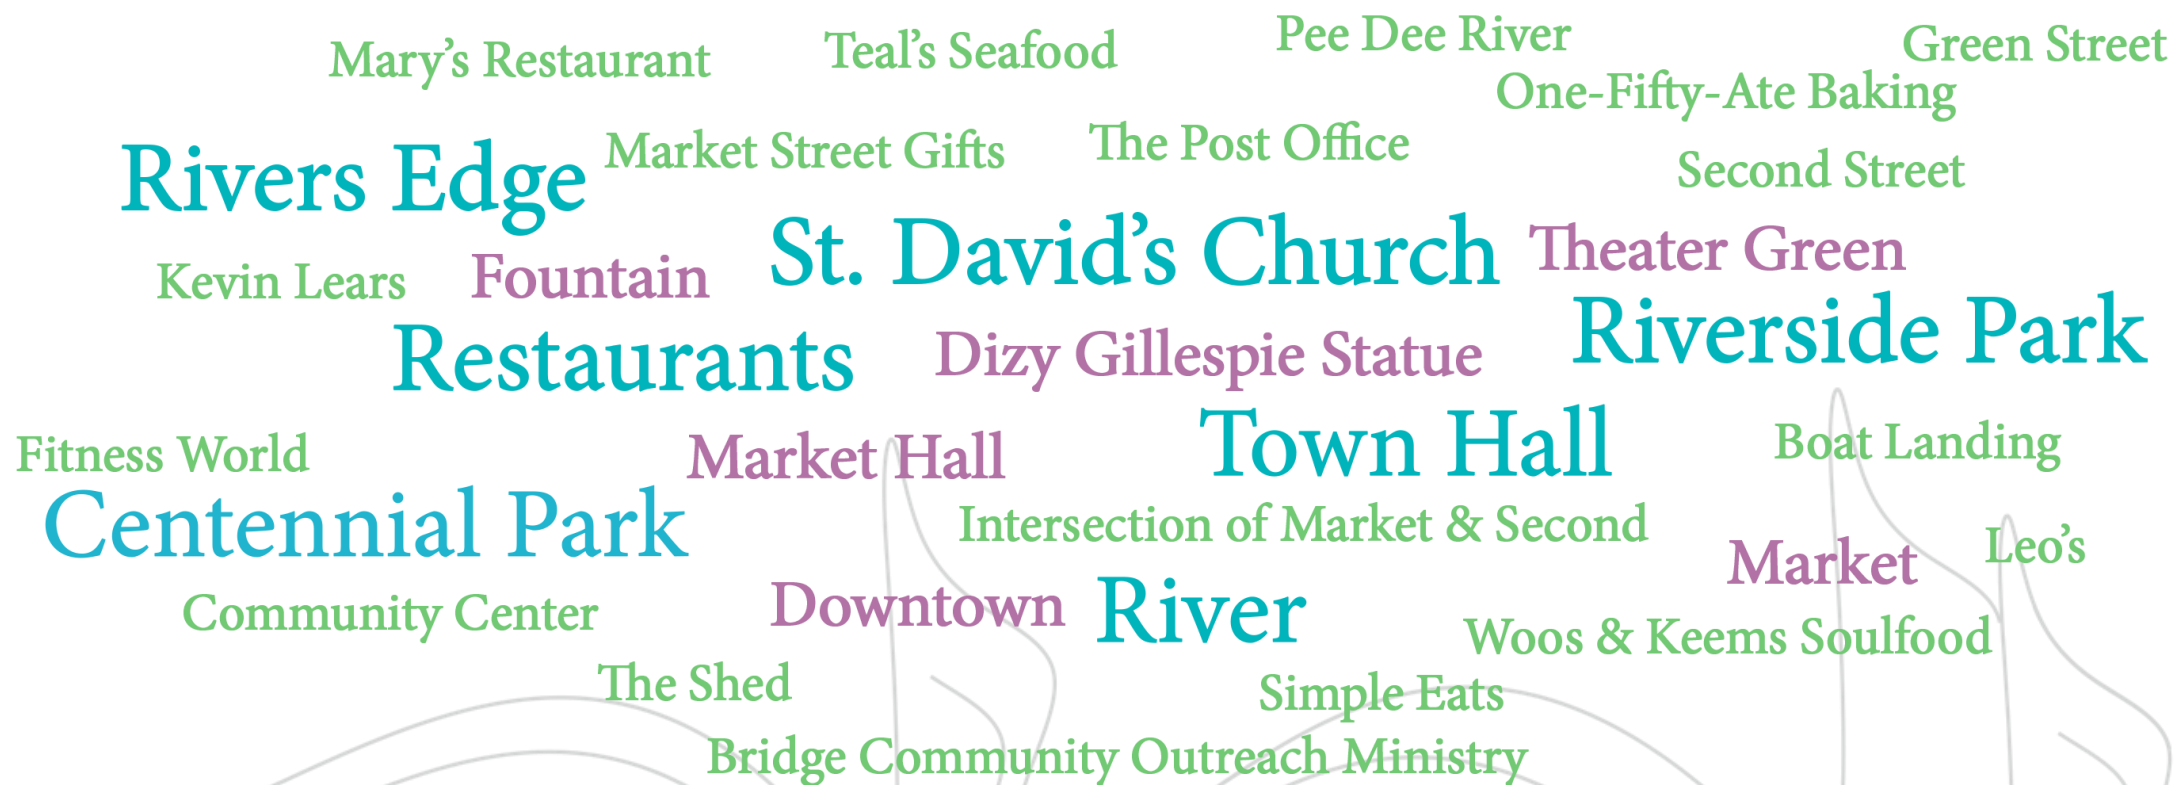 Mary’s Restaurant
Teal’s Seafood
Pee Dee River
Green Street
One-Fifty-Ate Baking
Rivers Edge
Market Street Gifts
The Post Office
Second Street
St. David’s Church
Theater Green
Kevin Lears
Fountain
Restaurants
Dizy Gillespie Statue
Riverside Park
Fitness World
Market Hall
Town Hall
Boat Landing
Centennial Park
Intersection of Market & Second
Market
Leo’s
Community Center
Downtown
River
Woos & Keems Soulfood
The Shed
Simple Eats
Bridge Community Outreach Ministry